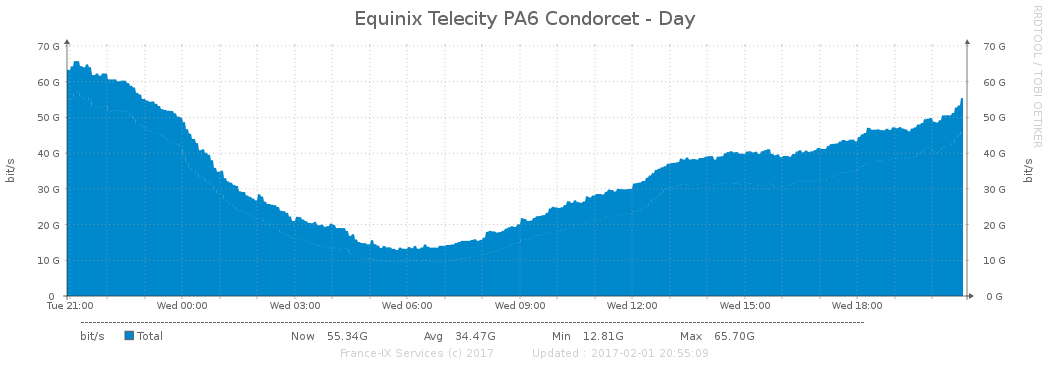 Equinix Telecity PA6 Condorcet - Day
RRDTOOL / TOBI OETIKER
70 G 70 G
60 G 60 G
50 G 50 G
40 G 40 G
30 G 30 G
20 G 20 G
10 G 10 G
0 0 G
bit/s bit/s
Tue 21:00 Wed 00:00 Wed 03:00 Wed 06:00 Wed 09:00 Wed 12:00 Wed 15:00 Wed 18:00
bit/s Total Now 55.34G Avg 34.47G Min 12.81G Max 65.70G
France-IX Services (c) 2017 Updated : 2017-02-01 20:55:09